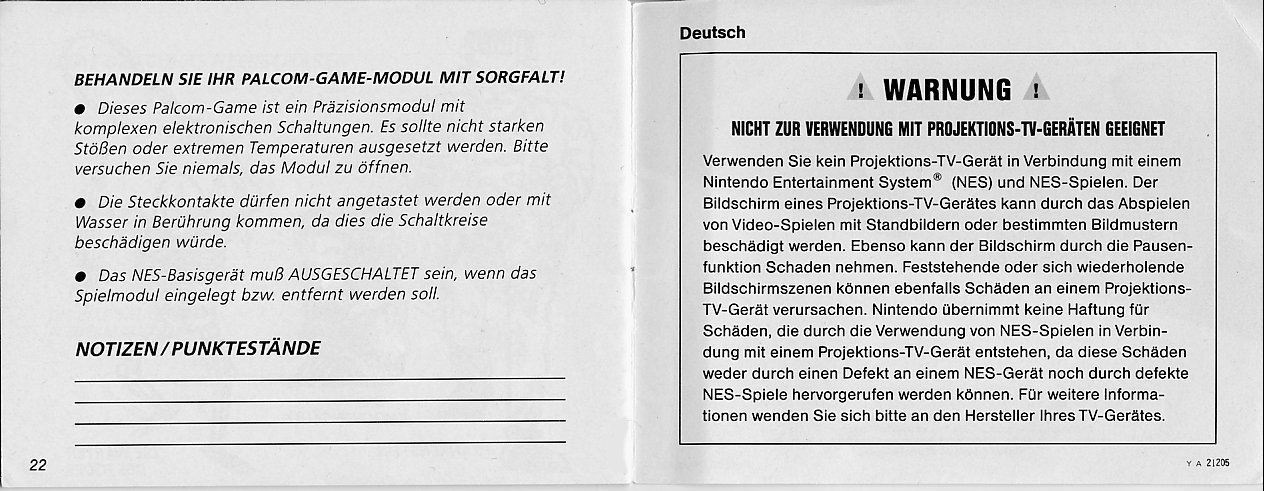 BEHANDELN SIE IHR PALCOM-GAME-MODUL MIT SORGFALT!
● Dieses Palcom-Game ist ein Präzisionsmodul mit
komplexen elektronischen Schaltungen. Es sollte nicht starken
Stößen oder extremen Temperaturen ausgesetzt werden. Bitte
versuchen Sie niemals, das Modul zu öffnen.
● Die Steckkontakte dürfen nicht angetastet werden oder mit
Wasser in Berührung kommen, da dies die Schaltkreise
beschädigen würde.
● Das NES-Basisgerät muß AUSGESCHALTET sein, wenn das
Spielmodul eingelegt bzw. entfernt werden soll.
NOTIZEN / PUNKTESTÄNDE
22
Deutsch
! WARNUNG !
NICHT ZUR VERWENDUNG MIT PROJEKTIONS-TV-GERÄTEN GEEIGNET
Verwenden Sie kein Projektions-TV-Gerät in Verbindung mit einem
Nintendo Entertainment System® (NES) und NES-Spielen. Der
Bildschirm eines Projektions-TV-Gerätes kann durch das Abspielen
von Video-Spielen mit Standbildern oder bestimmten Bildmustern
beschädigt werden. Ebenso kann der Bildschirm durch die Pausen-
funktion Schaden nehmen. Feststehende oder sich wiederholende
Bildschirmszenen können ebenfalls Schäden an einem Projektions-
TV-Gerät verursachen. Nintendo übernimmt keine Haftung für
Schäden, die durch die Verwendung von NES-Spielen in Verbin-
dung mit einem Projektions-TV-Gerät entstehen, da diese Schäden
weder durch einen Defekt an einem NES-Gerät noch durch defekte
NES-Spiele hervorgerufen werden können. Für weitere Informa-
tionen wenden Sie sich bitte an den Hersteller Ihres TV-Gerätes.
Y A 21205